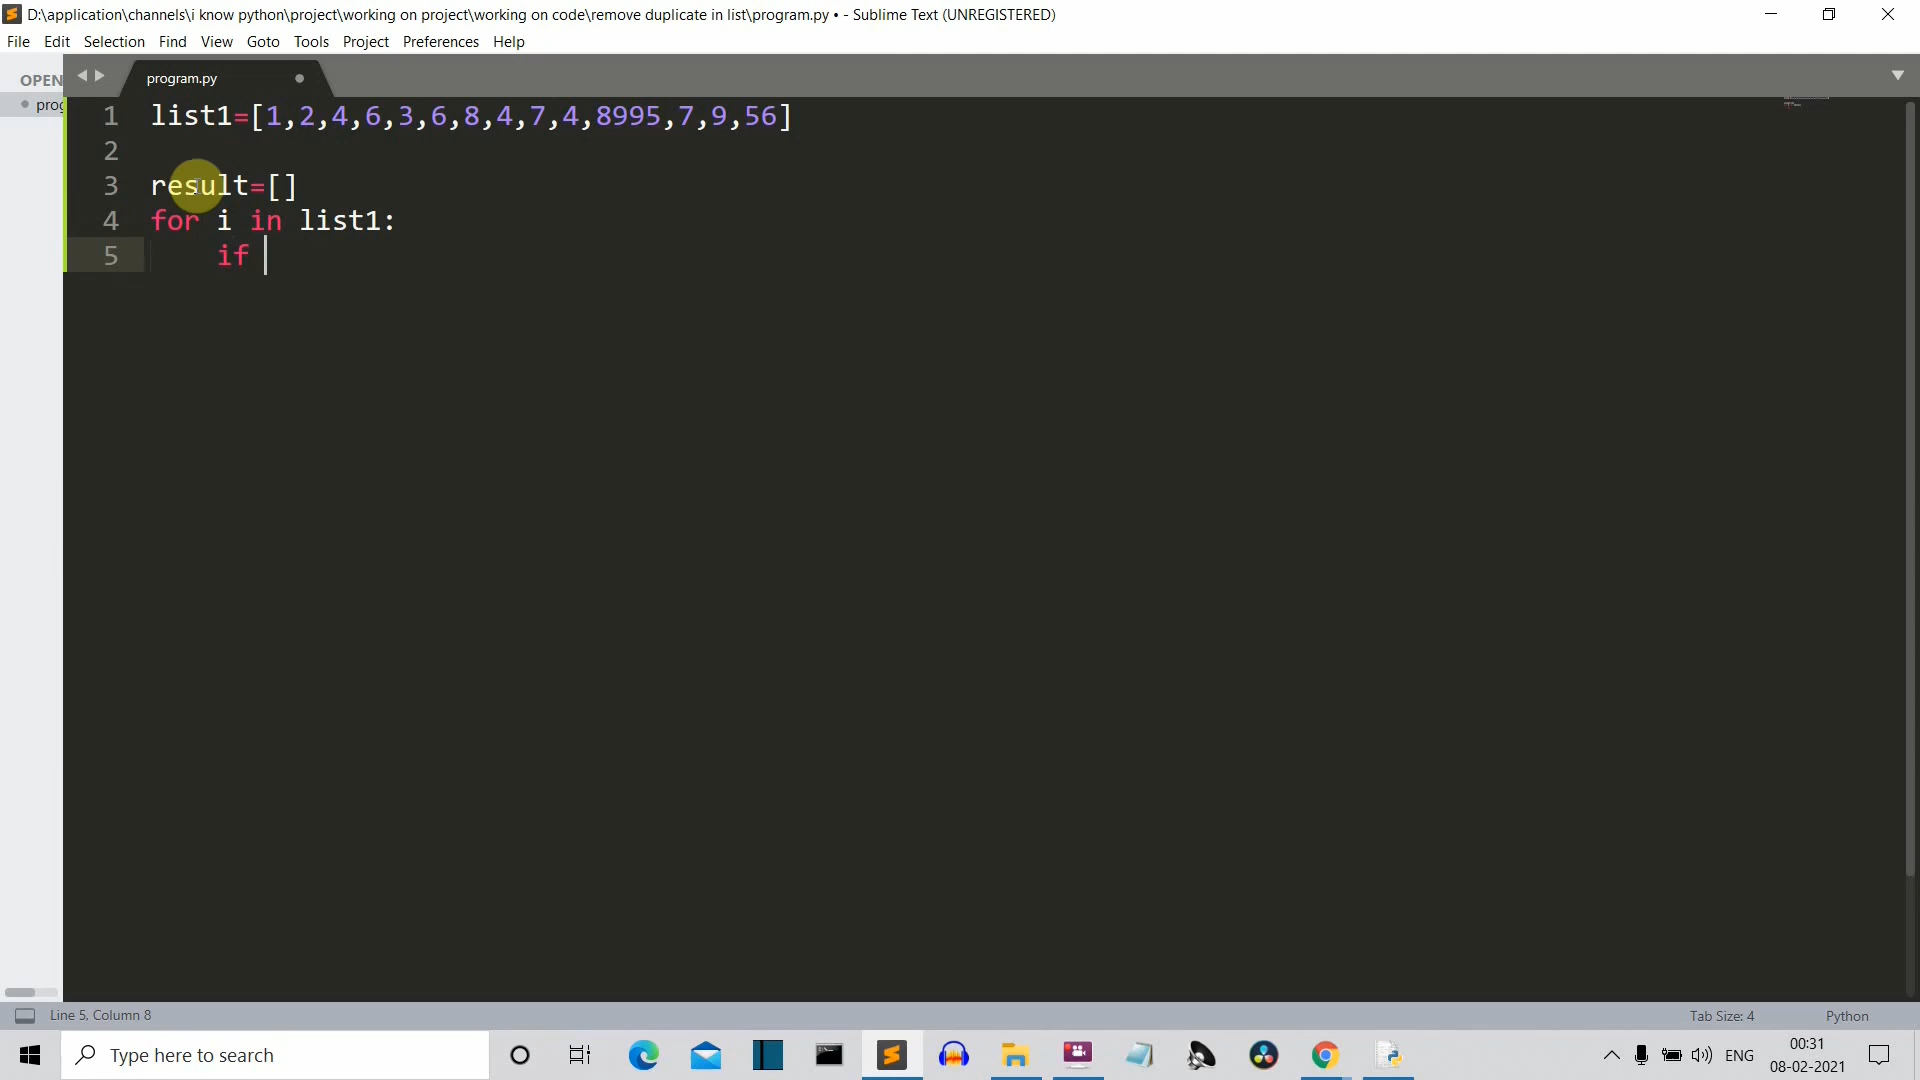 D:\application\channels\i know python\project\working on project\working on code\remove duplicate in list\program.py • - Sublime Text (UNREGISTERED)
File Edit Selection Find View Goto Tools Project Preferences Help
OPEN
program.py
prog
1 list1=[1,2,4,6,3,6,8,4,7,4,8995,7,9,56]
2
3 result=[]
4 for i in list1:
5 if
Line 5, Column 8
Tab Size: 4
Python
Type here to search
ENG
00:31
08-02-2021